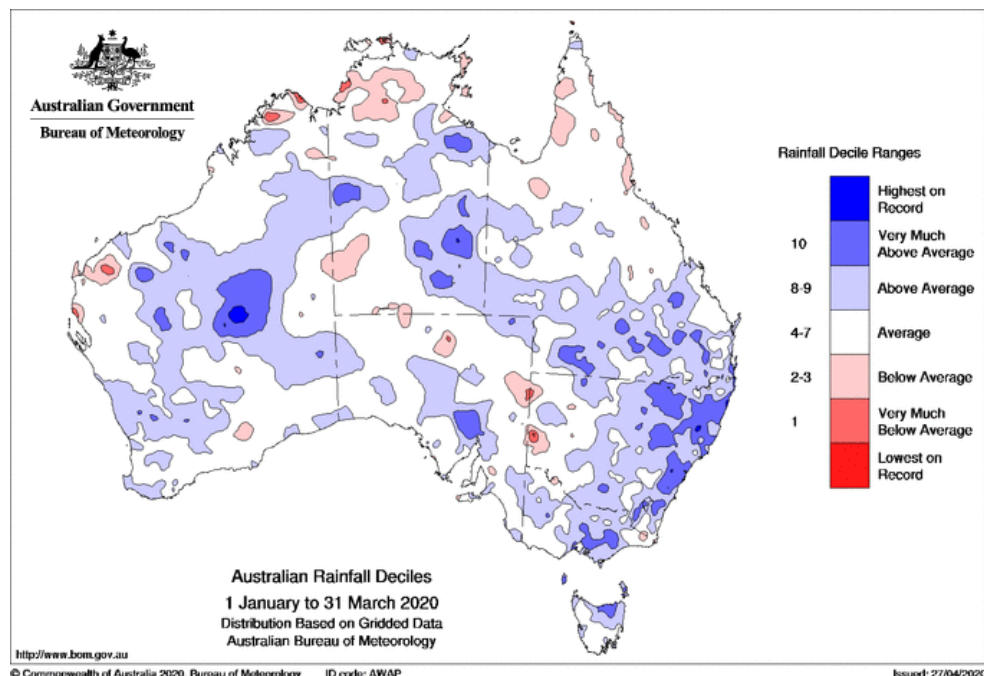 Australian Government
Bureau of Meteorology
Rainfall Decile Ranges
Highest on
Record
10
Very Much
Above Average
8-9
Above Average
4-7
Average
2-3
Below Average
1
Very Much
Below Average
Lowest on
Record
Australian Rainfall Deciles
1 January to 31 March 2020
Distribution Based on Gridded Data
Australian Bureau of Meteorology
http://www.bom.gov.au
© Commonwealth of Australia 2020, Bureau of Meteorology ID code: AWAP Issued: 27/04/2020